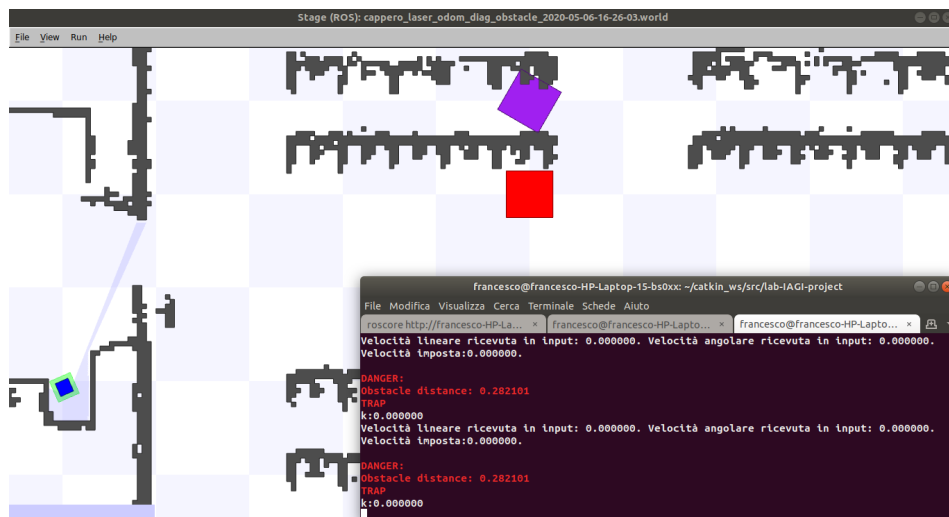 Stage (ROS): cappero_laser_odom_diag_obstacle_2020-05-06-16-26-03.world
File View Run Help
francesco@francesco-HP-Laptop-15-bs0xx: ~/catkin_ws/src/lab-IAGI-project
File Modifica Visualizza Cerca Terminale Schede Aiuto
roscore http://francesco-HP-La... × francesco@francesco-HP-Lapto... × francesco@francesco-HP-Lapto... ×
Velocità lineare ricevuta in input: 0.000000. Velocità angolare ricevuta in input: 0.000000.
Velocità imposta:0.000000.
DANGER:
Obstacle distance: 0.282101
TRAP
k:0.000000
Velocità lineare ricevuta in input: 0.000000. Velocità angolare ricevuta in input: 0.000000.
Velocità imposta:0.000000.
DANGER:
Obstacle distance: 0.282101
TRAP
k:0.000000